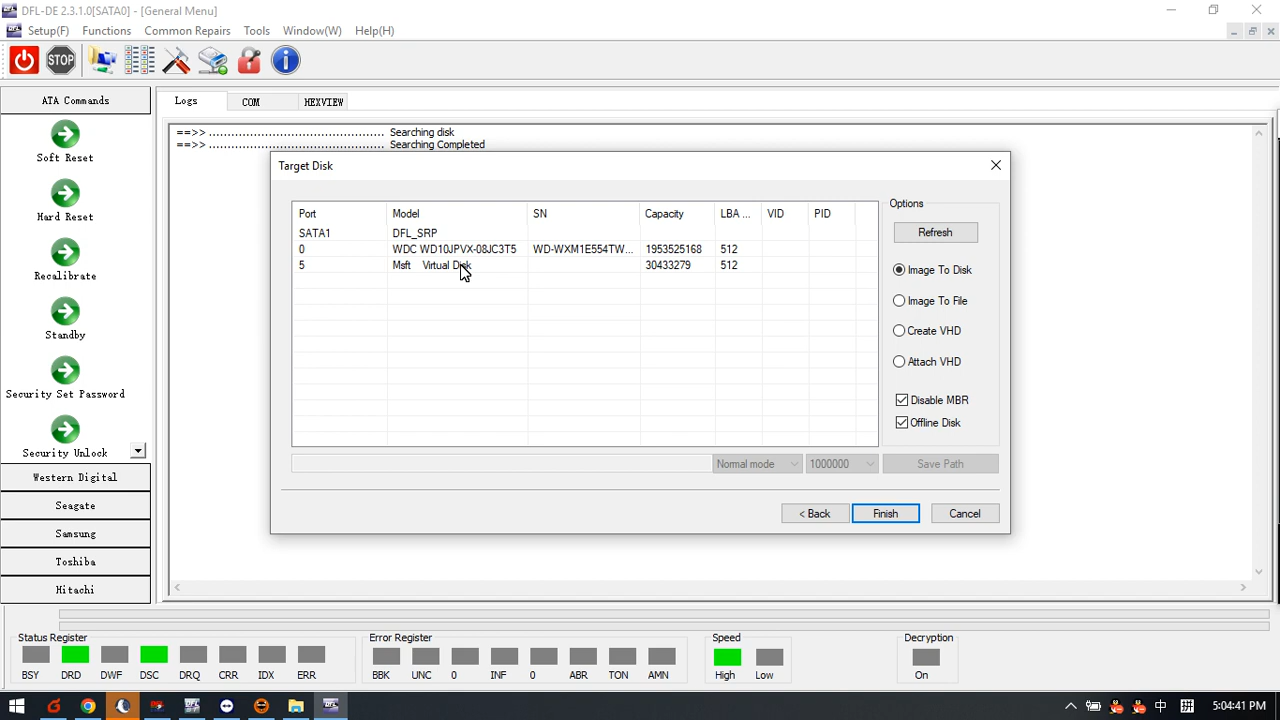 DFL-DE 2.3.1.0[SATA0] - [General Menu]
Setup(F) Functions Common Repairs Tools Window(W) Help(H)
STOP
ATA Commands
Soft Reset
Hard Reset
Recalibrate
Standby
Security Set Password
Security Unlock
Western Digital
Seagate
Samsung
Toshiba
Hitachi
Logs COM HEXVIEW
==>> ............................................. Searching disk
==>> ............................................. Searching Completed
Target Disk
Port Model SN Capacity LBA ... VID PID
SATA1 DFL_SRP
0 WDC WD10JPVX-08JC3T5 WD-WXM1E554TW... 1953525168 512
5 Msft Virtual Disk 30433279 512
Options
Refresh
Image To Disk
Image To File
Create VHD
Attach VHD
Disable MBR
Offline Disk
Normal mode 1000000 Save Path
< Back Finish Cancel
Status Register
BSY DRD DWF DSC DRQ CRR IDX ERR
Error Register
BBK UNC 0 INF 0 ABR TON AMN
Speed
High Low
Decryption
On
中 拼 5:04:41 PM